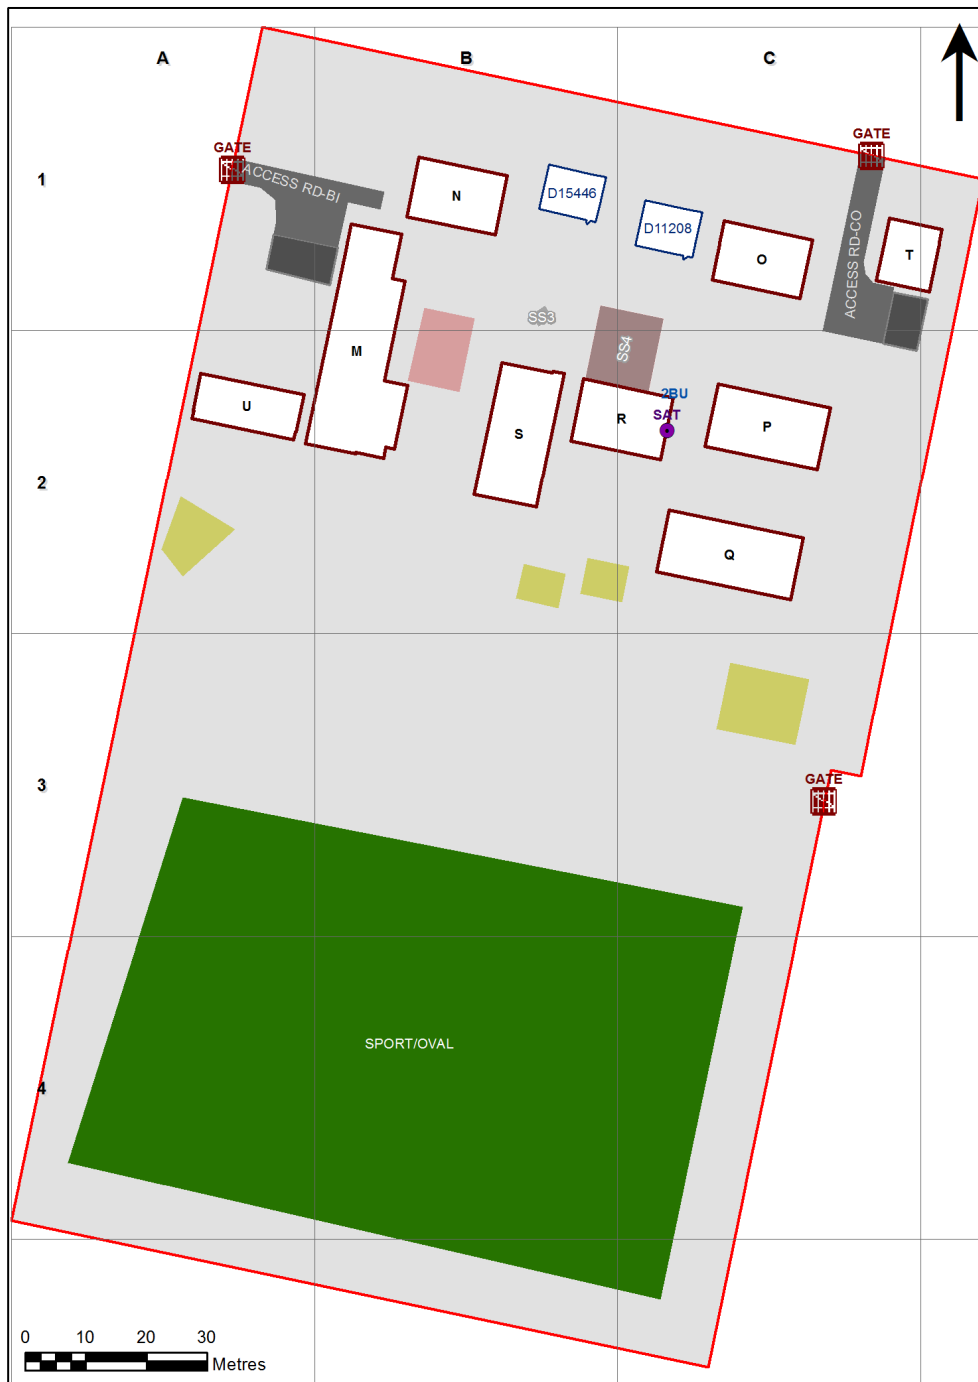 A
B
C
GATE
GATE
1
ACCESS RD-BI
N
D15446
D11208
O
ACCESS RD-CO
T
SS3
SS4
M
2BU
SAT
U
S
R
P
2
Q
GATE
3
SPORT/OVAL
4
0 10 20 30
Metres